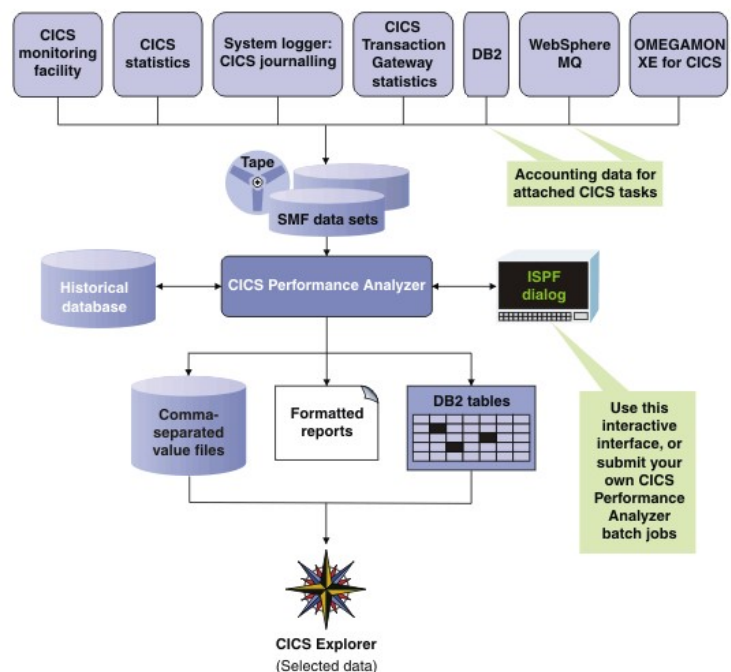 CICS
monitoring
facility
CICS
statistics
System logger:
CICS journalling
CICS
Transaction
Gateway
statistics
DB2
WebSphere
MQ
OMEGAMON
XE for CICS
Tape
SMF data sets
Accounting data for
attached CICS tasks
Historical
database
CICS Performance Analyzer
ISPF
dialog
Comma-
separated
value files
Formatted
reports
DB2 tables
Use this
interactive
interface, or
submit your
own CICS
Performance
Analyzer
batch jobs
CICS Explorer
(Selected data)